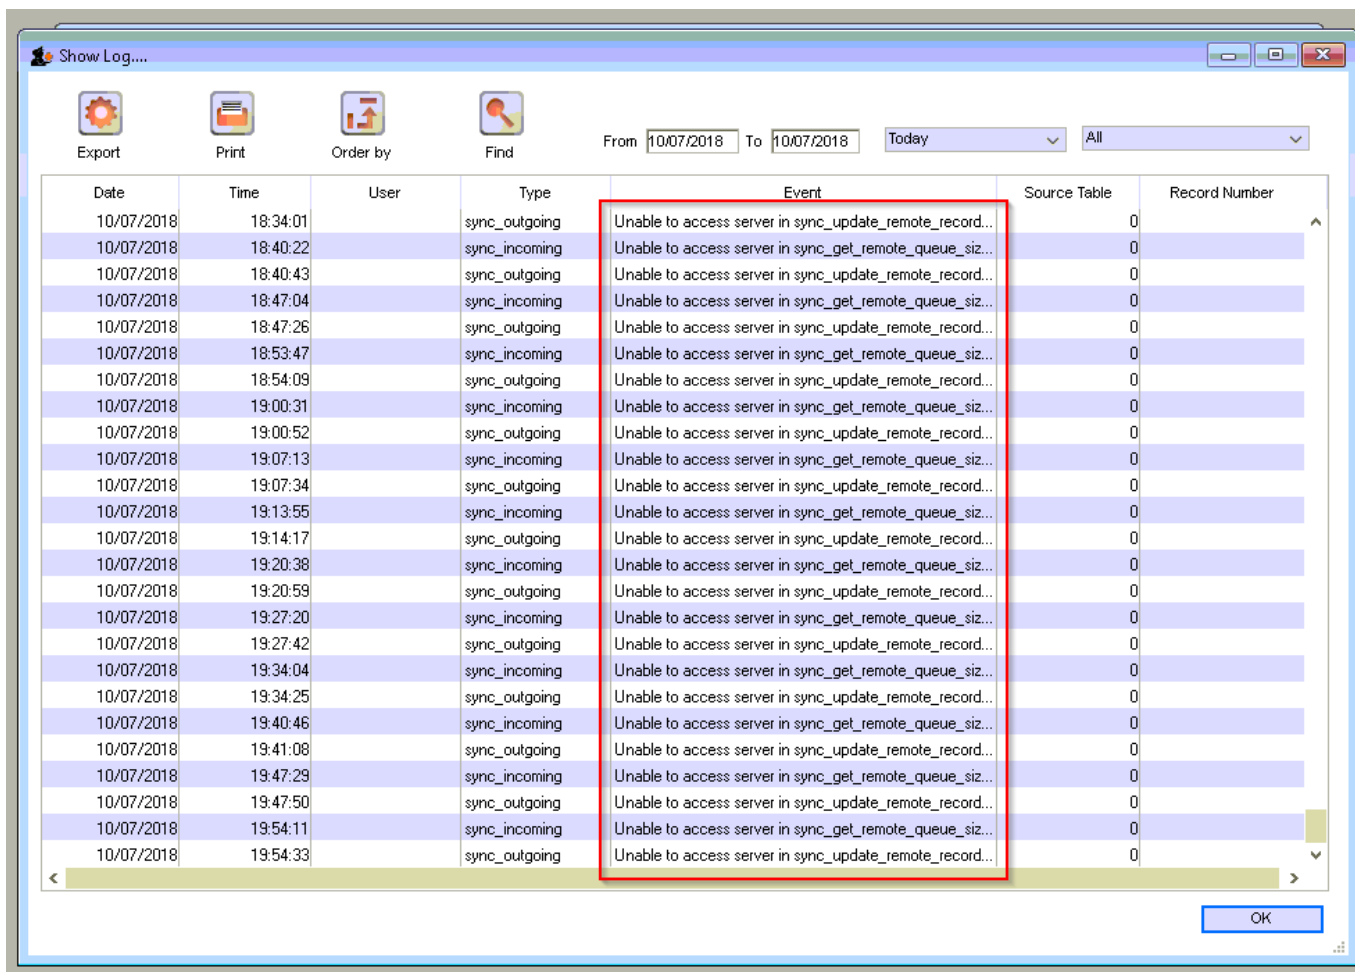 Show Log....
Export Print Order by Find From 10/07/2018 To 10/07/2018 Today All
Date Time User Type Event Source Table Record Number
10/07/2018 18:34:01 sync_outgoing Unable to access server in sync_update_remote_record... 0
10/07/2018 18:40:22 sync_incoming Unable to access server in sync_get_remote_queue_siz... 0
10/07/2018 18:40:43 sync_outgoing Unable to access server in sync_update_remote_record... 0
10/07/2018 18:47:04 sync_incoming Unable to access server in sync_get_remote_queue_siz... 0
10/07/2018 18:47:26 sync_outgoing Unable to access server in sync_update_remote_record... 0
10/07/2018 18:53:47 sync_incoming Unable to access server in sync_get_remote_queue_siz... 0
10/07/2018 18:54:09 sync_outgoing Unable to access server in sync_update_remote_record... 0
10/07/2018 19:00:31 sync_incoming Unable to access server in sync_get_remote_queue_siz... 0
10/07/2018 19:00:52 sync_outgoing Unable to access server in sync_update_remote_record... 0
10/07/2018 19:07:13 sync_incoming Unable to access server in sync_get_remote_queue_siz... 0
10/07/2018 19:07:34 sync_outgoing Unable to access server in sync_update_remote_record... 0
10/07/2018 19:13:55 sync_incoming Unable to access server in sync_get_remote_queue_siz... 0
10/07/2018 19:14:17 sync_outgoing Unable to access server in sync_update_remote_record... 0
10/07/2018 19:20:38 sync_incoming Unable to access server in sync_get_remote_queue_siz... 0
10/07/2018 19:20:59 sync_outgoing Unable to access server in sync_update_remote_record... 0
10/07/2018 19:27:20 sync_incoming Unable to access server in sync_get_remote_queue_siz... 0
10/07/2018 19:27:42 sync_outgoing Unable to access server in sync_update_remote_record... 0
10/07/2018 19:34:04 sync_incoming Unable to access server in sync_get_remote_queue_siz... 0
10/07/2018 19:34:25 sync_outgoing Unable to access server in sync_update_remote_record... 0
10/07/2018 19:40:46 sync_incoming Unable to access server in sync_get_remote_queue_siz... 0
10/07/2018 19:41:08 sync_outgoing Unable to access server in sync_update_remote_record... 0
10/07/2018 19:47:29 sync_incoming Unable to access server in sync_get_remote_queue_siz... 0
10/07/2018 19:47:50 sync_outgoing Unable to access server in sync_update_remote_record... 0
10/07/2018 19:54:11 sync_incoming Unable to access server in sync_get_remote_queue_siz... 0
10/07/2018 19:54:33 sync_outgoing Unable to access server in sync_update_remote_record... 0
OK